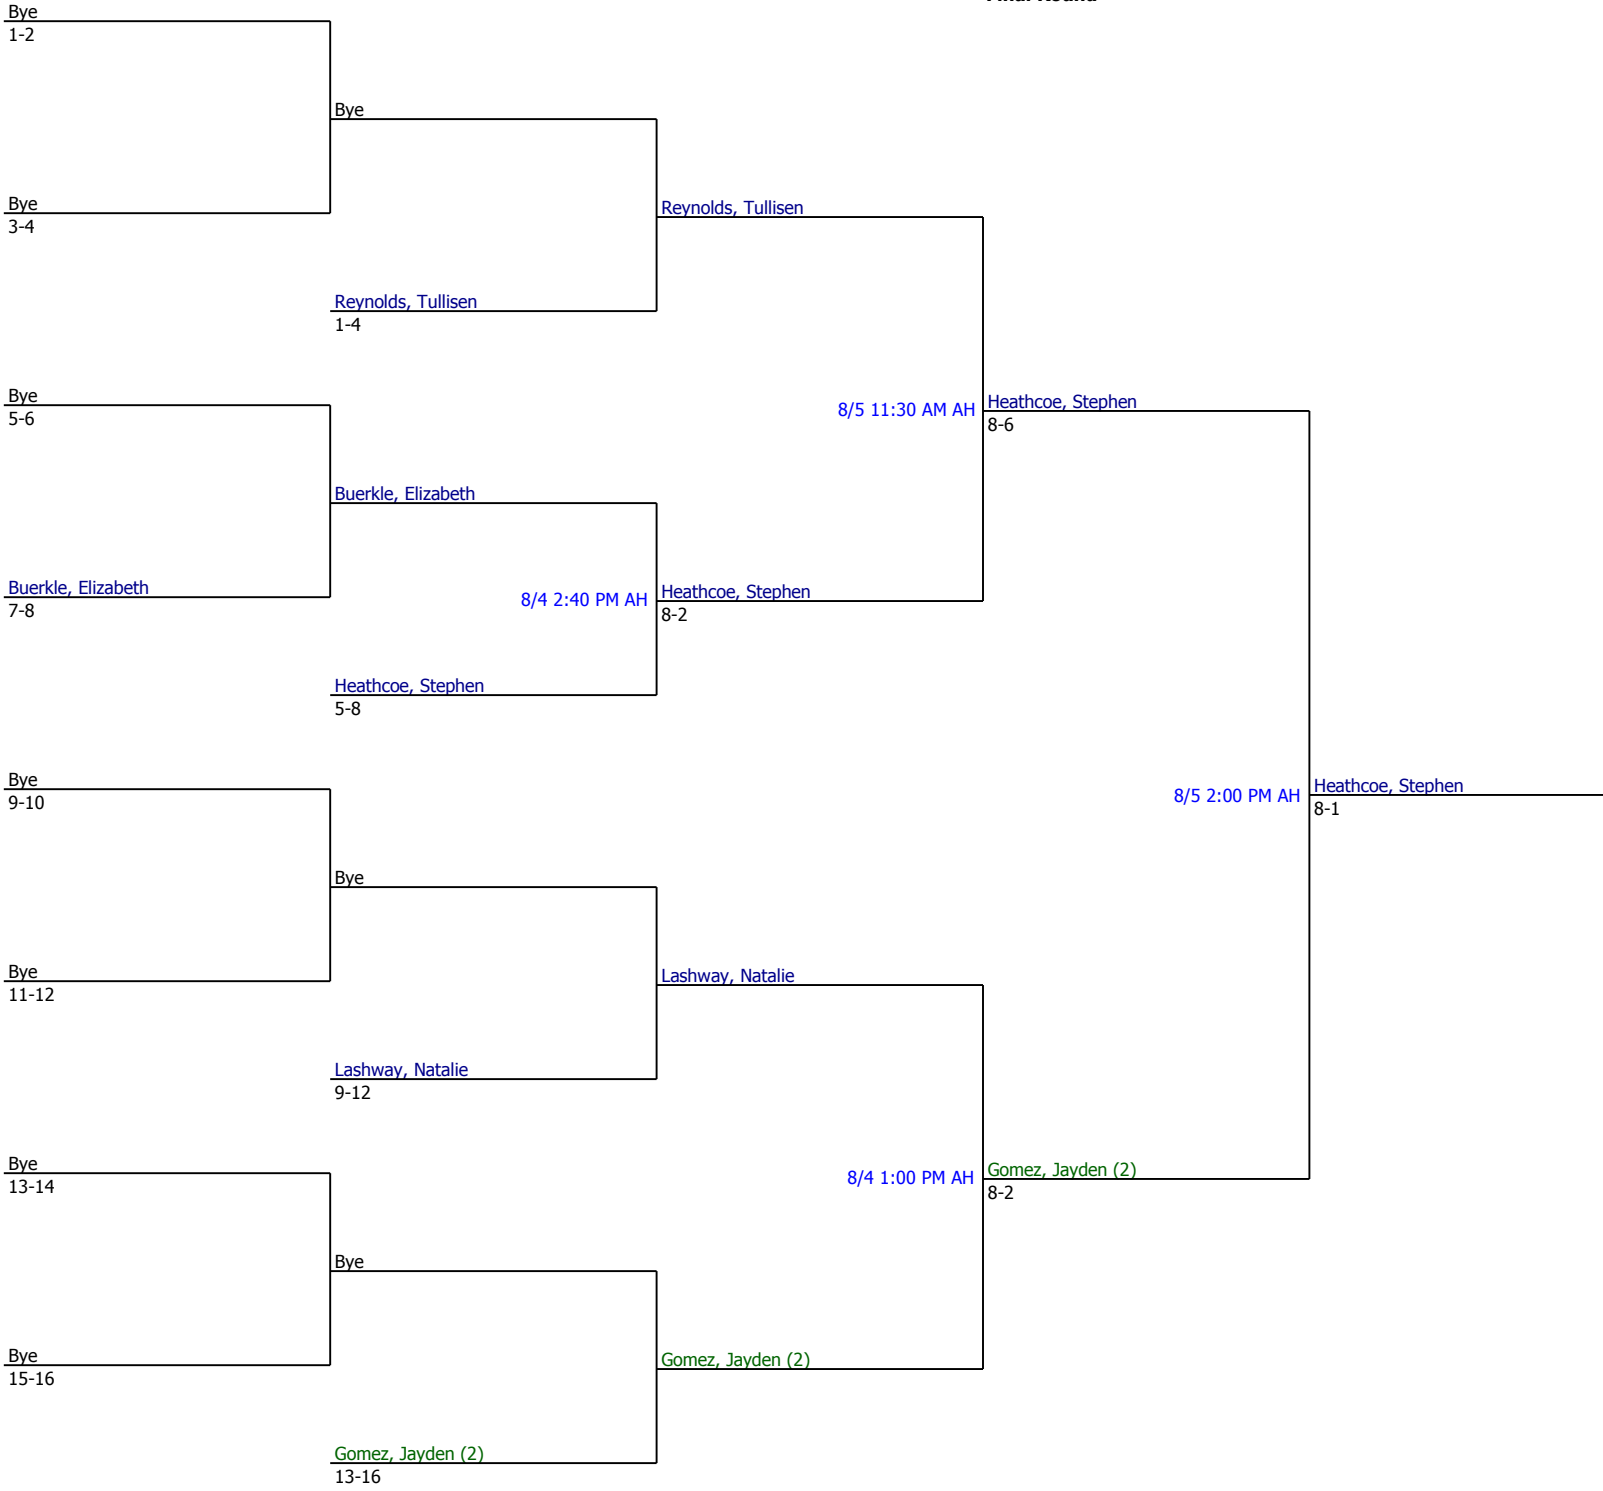 Final Round
Bye
1-2
Bye
Bye
3-4
Reynolds, Tullisen
Reynolds, Tullisen
1-4
Bye
5-6
8/5 11:30 AM AH
Heathcoe, Stephen
8-6
Buerkle, Elizabeth
Buerkle, Elizabeth
7-8
8/4 2:40 PM AH
Heathcoe, Stephen
8-2
Heathcoe, Stephen
5-8
Bye
9-10
8/5 2:00 PM AH
Heathcoe, Stephen
8-1
Bye
Bye
11-12
Lashway, Natalie
Lashway, Natalie
9-12
Bye
13-14
8/4 1:00 PM AH
Gomez, Jayden (2)
8-2
Bye
Bye
15-16
Gomez, Jayden (2)
Gomez, Jayden (2)
13-16